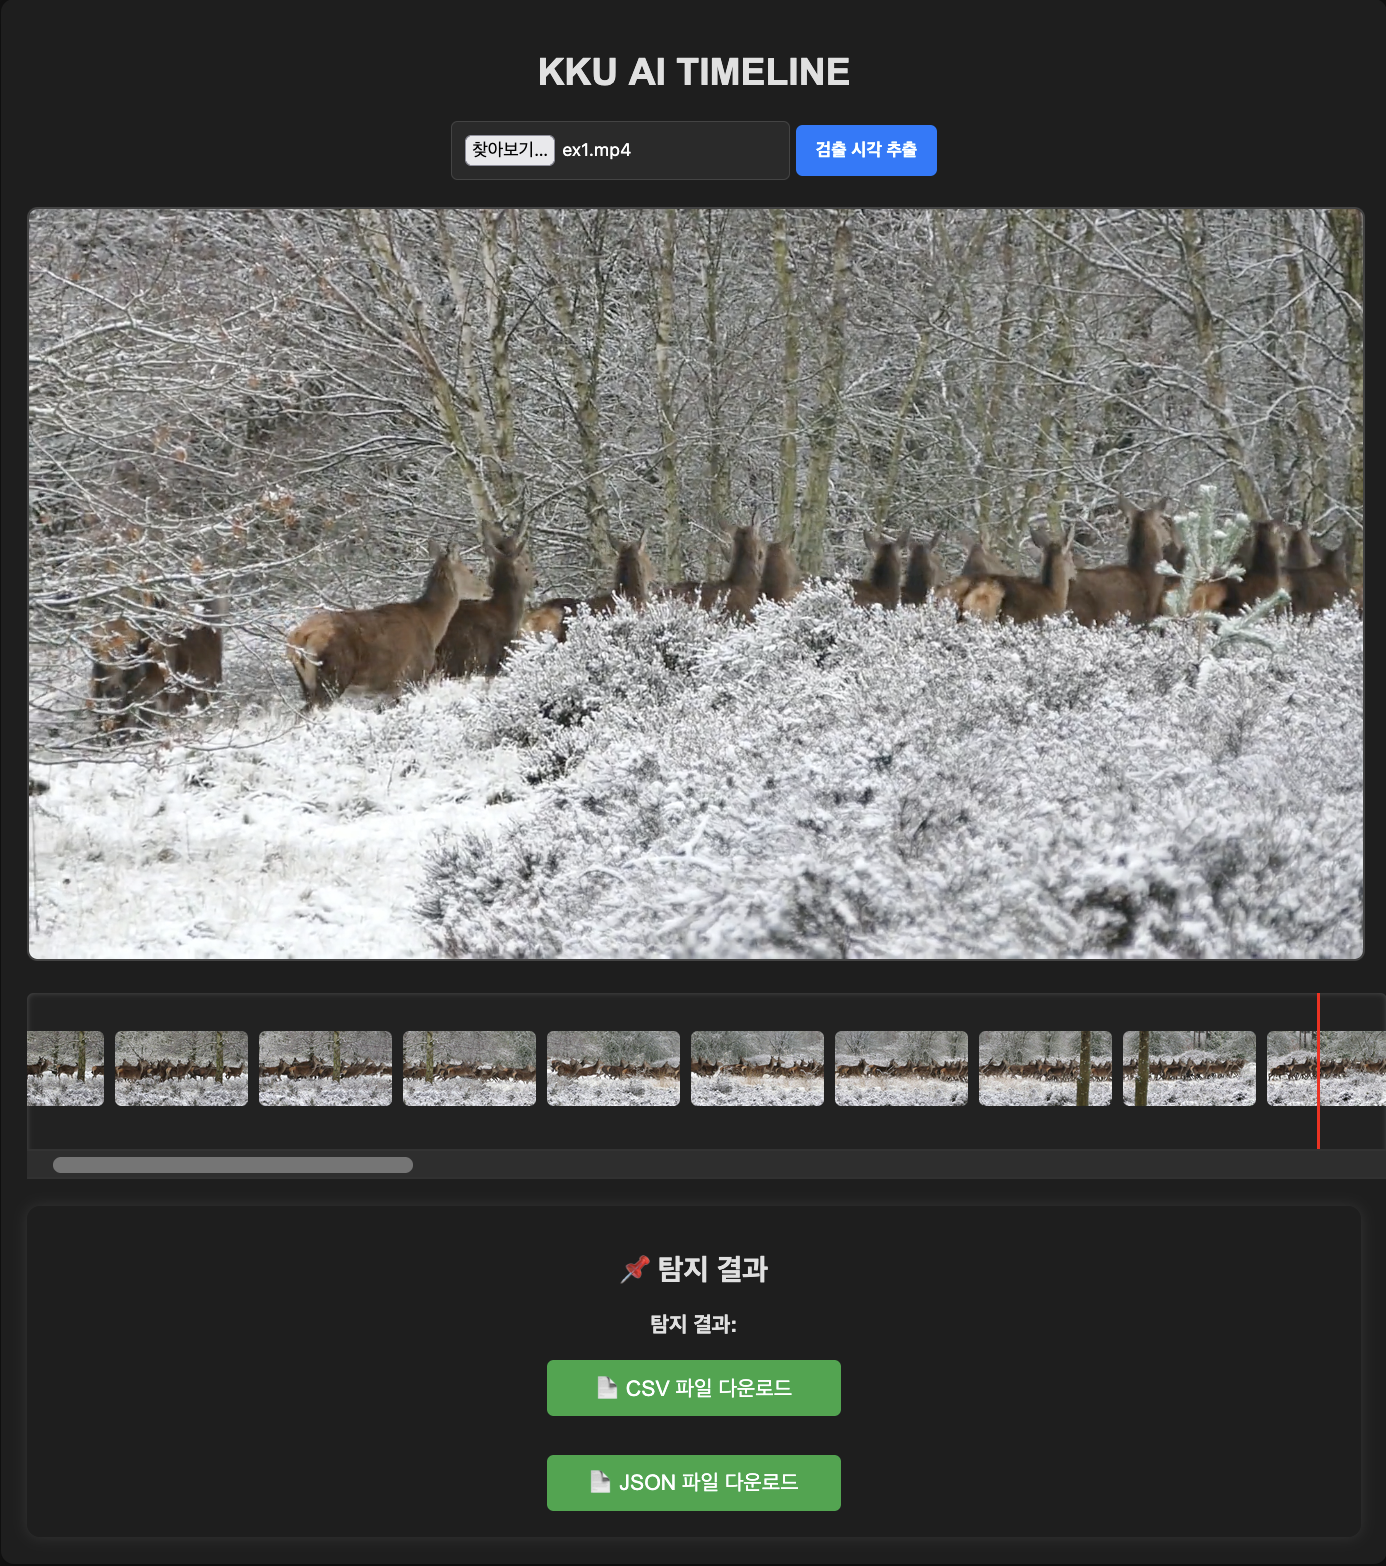 KKU AI TIMELINE
찾아보기... ex1.mp4 검출 시각 추출
📌 탐지 결과
탐지 결과:
📄 CSV 파일 다운로드
📄 JSON 파일 다운로드